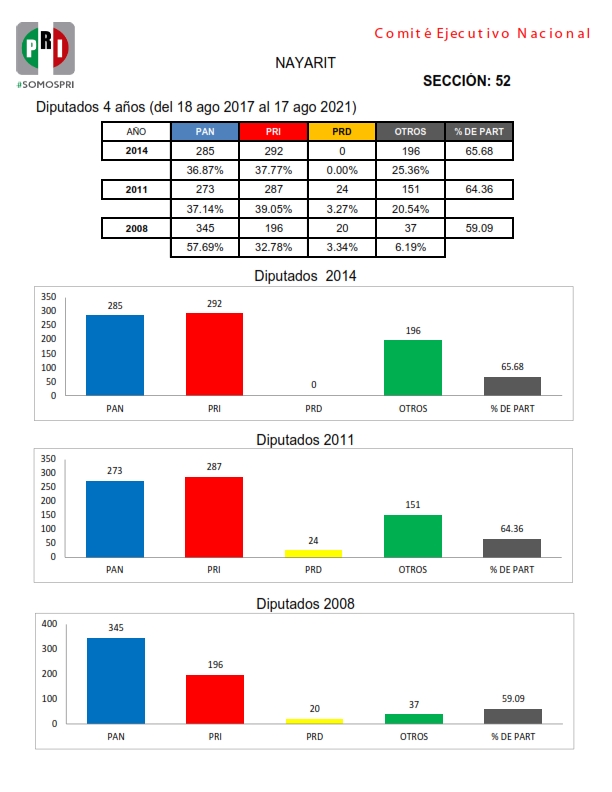 Comité Ejecutivo Nacional
PRI
#SOMOSPRI
NAYARIT
SECCIÓN: 52
Diputados 4 años (del 18 ago 2017 al 17 ago 2021)
AÑO PAN PRI PRD OTROS % DE PART
2014 285 292 0 196 65.68
36.87% 37.77% 0.00% 25.36%
2011 273 287 24 151 64.36
37.14% 39.05% 3.27% 20.54%
2008 345 196 20 37 59.09
57.69% 32.78% 3.34% 6.19%
Diputados 2014
350
300
250
200
150
100
50
0
285 292 0 196 65.68
PAN PRI PRD OTROS % DE PART
Diputados 2011
350
300
250
200
150
100
50
0
273 287 24 151 64.36
PAN PRI PRD OTROS % DE PART
Diputados 2008
400
300
200
100
0
345 196 20 37 59.09
PAN PRI PRD OTROS % DE PART